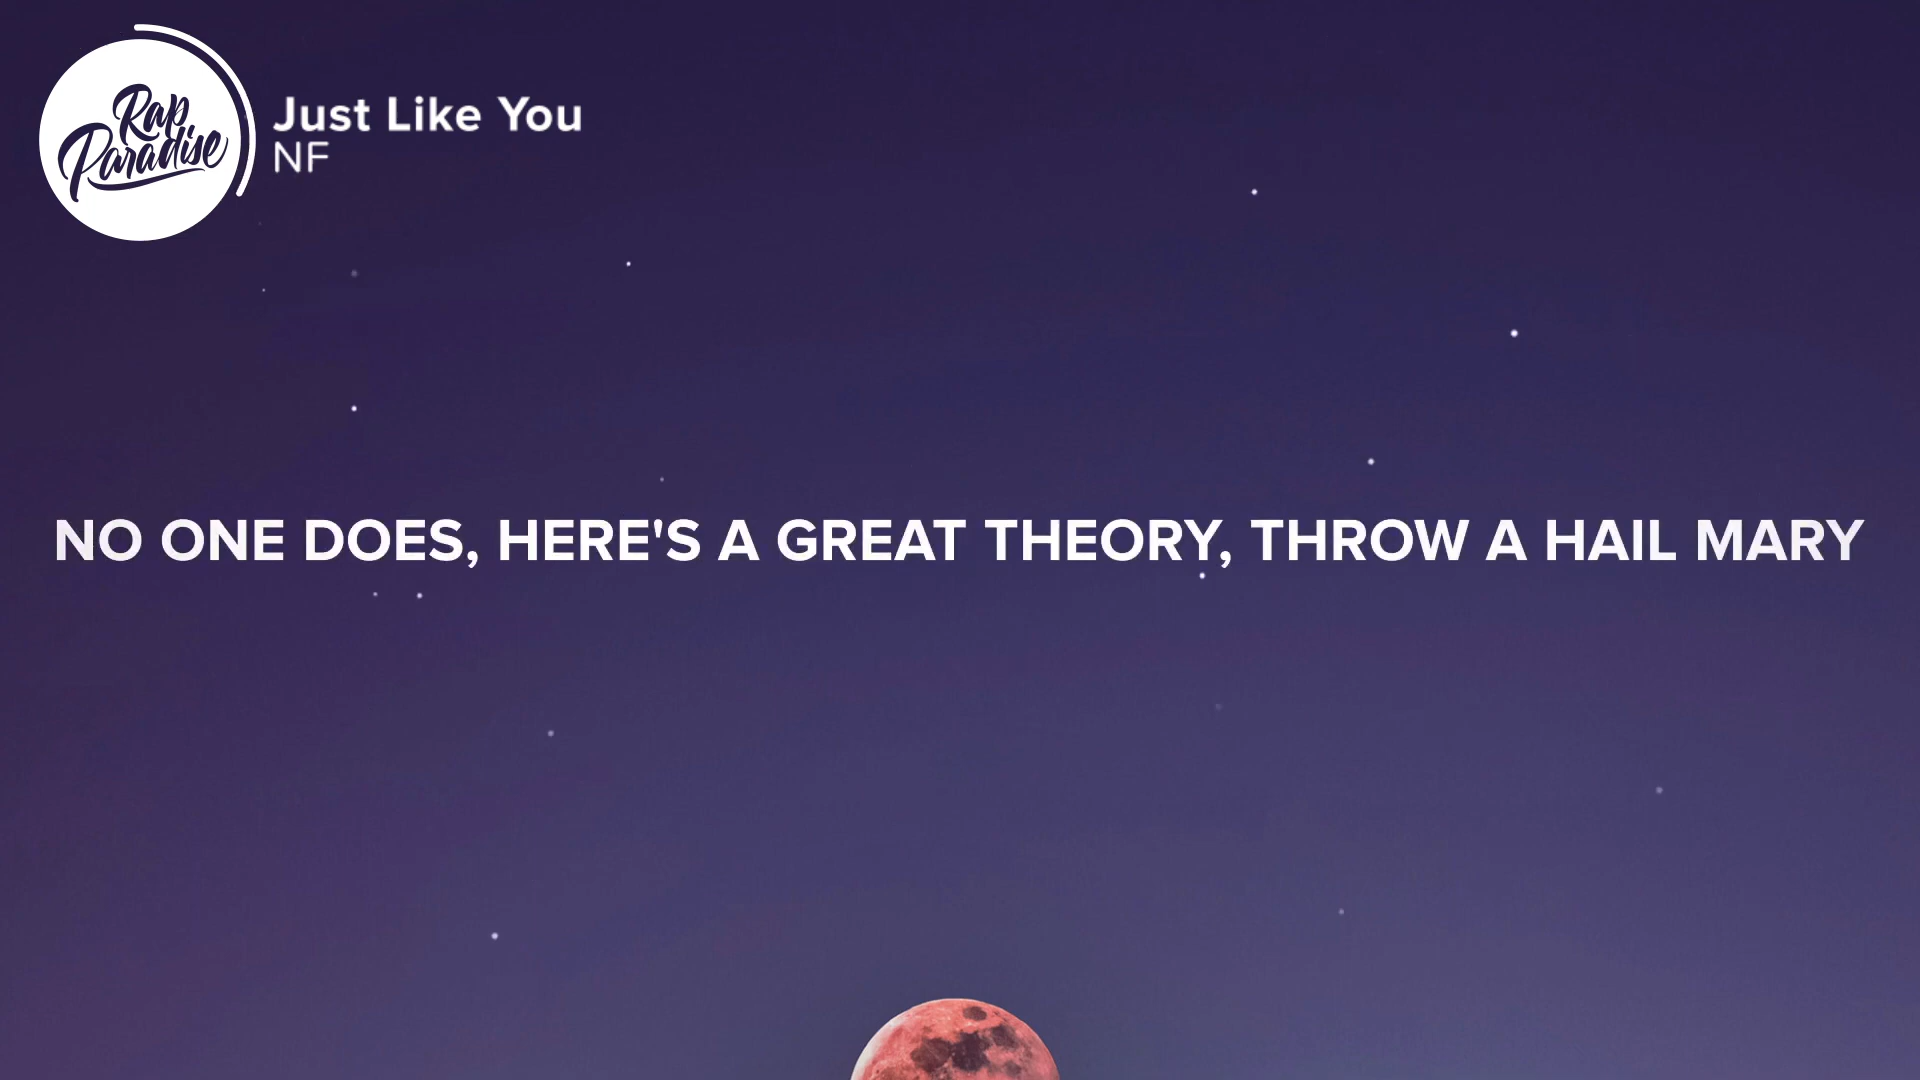 Rap
Paradise
Just Like You
NF
NO ONE DOES, HERE'S A GREAT THEORY, THROW A HAIL MARY